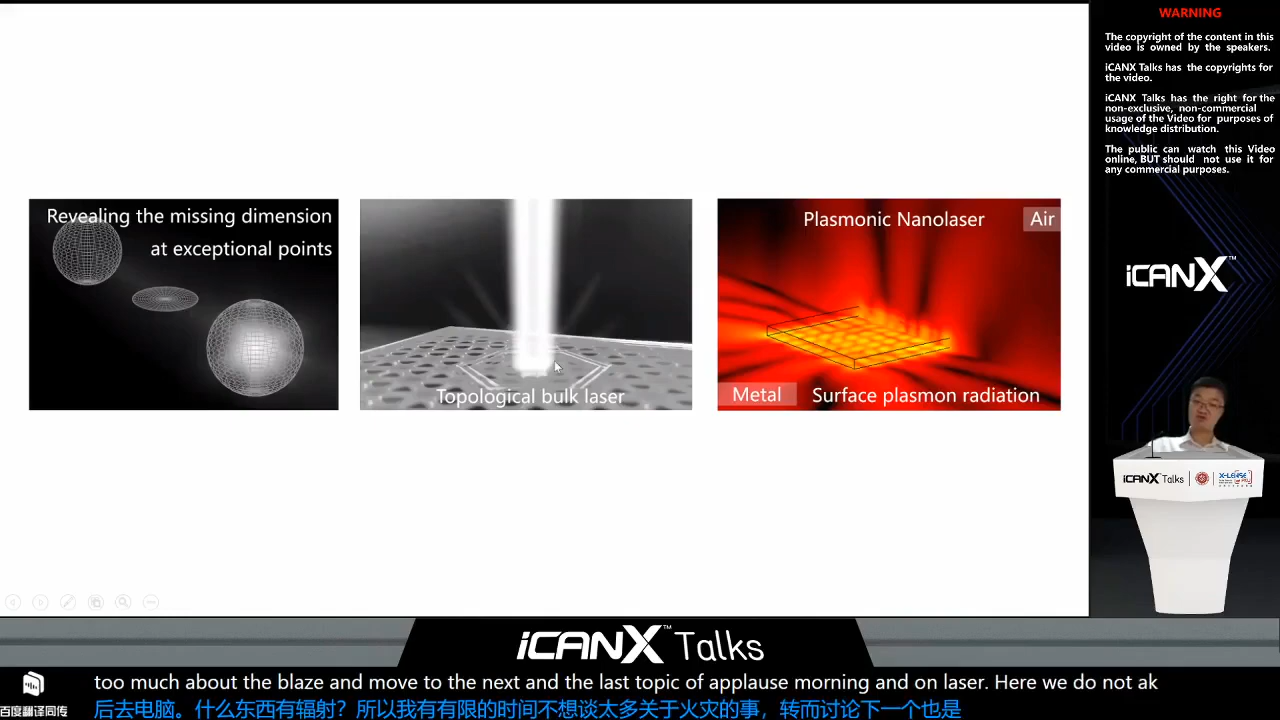 WARNING
The copyright of the content in this
video is owned by the speakers.
iCANX Talks has the copyrights for
the video.
iCANX Talks has the right for the
non-exclusive, non-commercial
usage of the Video for purposes of
knowledge distribution.
The public can watch this Video
online, BUT should not use it for
any commercial purposes.
Revealing the missing dimension
at exceptional points
Topological bulk laser
Plasmonic Nanolaser
Air
Metal
Surface plasmon radiation
iCANX™
iCANX Talks
X-LENSE
iCANX™ Talks
too much about the blaze and move to the next and the last topic of applause morning and on laser. Here we do not ak
百度翻译同传
后去电脑。什么东西有辐射？所以我有有限的时间不想谈太多关于火灾的事，转而讨论下一个也是